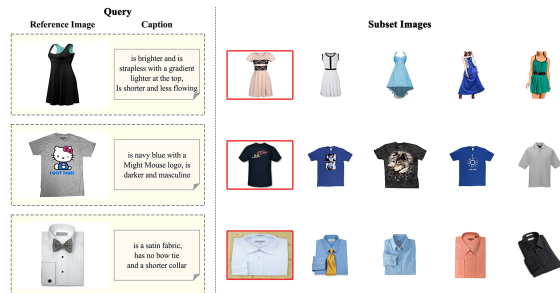 Query
Reference Image
Caption
Subset Images
is brighter and is
strapless with a gradient
lighter at the top,
Is shorter and less flowing
I GOT THIS!
is navy blue with a
Might Mouse logo, is
darker and masculine
is a satin fabric,
has no bow tie
and a shorter collar